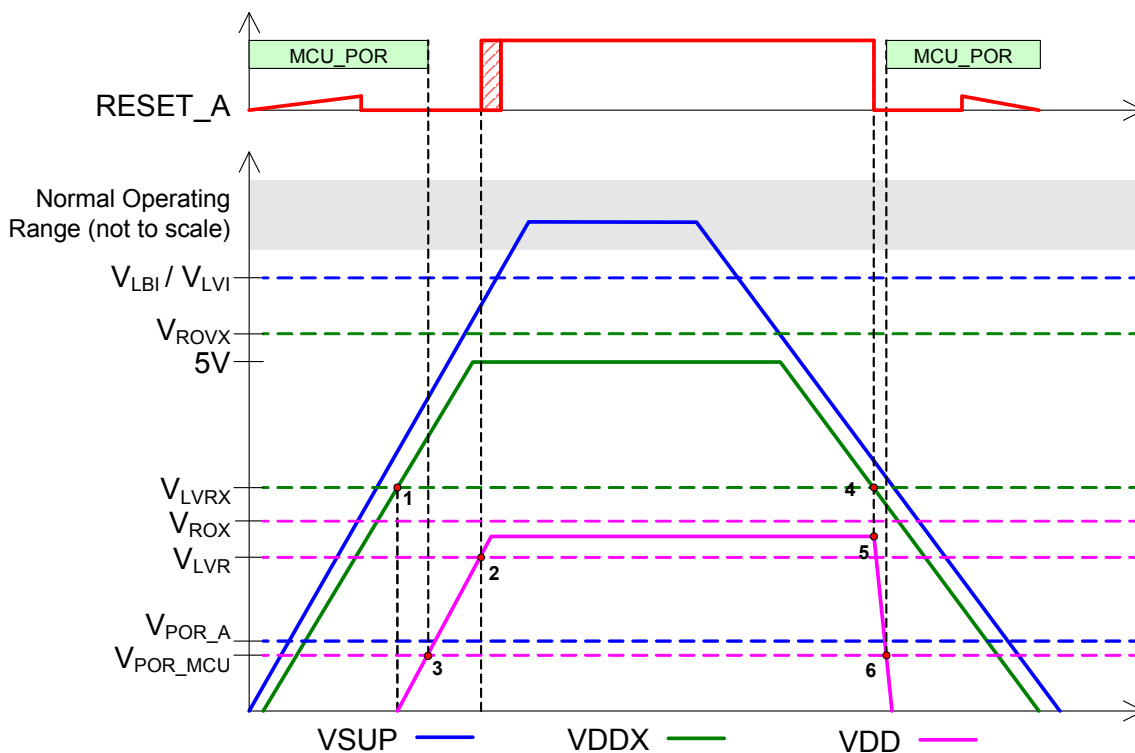 MCU_POR
MCU_POR
RESET_A
Normal Operating
Range (not to scale)
VLBI / VLVI
VROVX
5V
VLVRX
1
4
VROX
5
VLVR
2
VPOR_A
VPOR_MCU
3
6
VSUP
VDDX
VDD